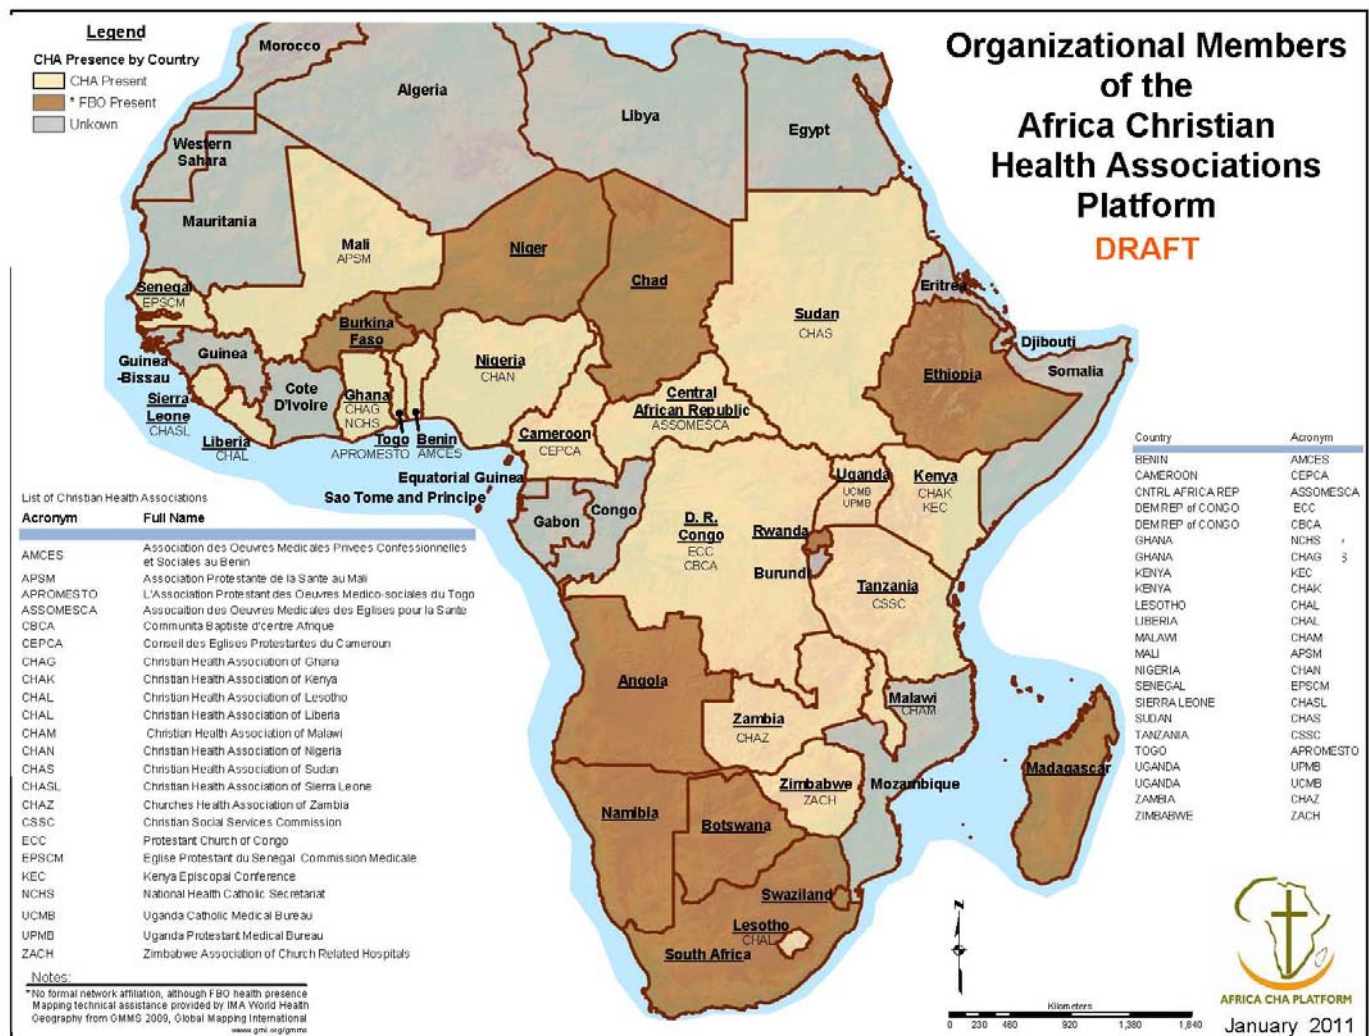 Legend
CHA Presence by Country
CHA Present
* FBO Present
Unkown
Organizational Members
of the
Africa Christian
Health Associations
Platform
DRAFT
Morocco
Algeria
Libya
Egypt
Western
Sahara
Mauritania
Mali
APSM
Niger
Chad
Sudan
CHAS
Eritrea
Djibouti
Somalia
Ethiopia
Senegal
EPSCM
Guinea
-Bissau
Guinea
Sierra
Leone
CHASL
Liberia
CHAL
Cote
D'Ivoire
Burkina
Faso
Ghana
CHAG
NCHS
Togo
APROMESTO
Benin
AMCES
Nigeria
CHAN
Cameroon
CEPCA
Central
African Republic
ASSOMESCA
Equatorial Guinea
Sao Tome and Principe
Gabon
Congo
D. R.
Congo
ECC
CBCA
Uganda
UCMB
UPMB
Kenya
CHAK
KEC
Rwanda
Burundi
Tanzania
CSSC
Angola
Zambia
CHAZ
Malawi
CHAM
Mozambique
Zimbabwe
ZACH
Namibia
Botswana
Swaziland
Lesotho
CHAL
South Africa
Madagascar
List of Christian Health Associations
Acronym Full Name
AMCES Association des Oeuvres Medicales Privees Confessionnelles
et Sociales au Benin
APSM Association Protestante de la Sante au Mali
APROMESTO L'Association Protestant des Oeuvres Medico-sociales du Togo
ASSOMESCA Assocaition des Oeuvres Medicales des Eglises pour la Sante
CBCA Communita Baptiste d'centre Afrique
CEPCA Conseil des Eglises Protestantes du Cameroun
CHAG Christian Health Association of Ghana
CHAK Christian Health Association of Kenya
CHAL Christian Health Association of Lesotho
CHAL Christian Health Association of Liberia
CHAM Christian Health Association of Malawi
CHAN Christian Health Association of Nigeria
CHAS Christian Health Association of Sudan
CHASL Christian Health Association of Sierra Leone
CHAZ Churches Health Association of Zambia
CSSC Christian Social Services Commission
ECC Protestant Church of Congo
EPSCM Eglise Protestant du Senegal Commission Medicale
KEC Kenya Episcopal Conference
NCHS National Health Catholic Secretariat
UCMB Uganda Catholic Medical Bureau
UPMB Uganda Protestant Medical Bureau
ZACH Zimbabwe Association of Church Related Hospitals
Notes:
*No formal network affiliation, although FBO health presence
Mapping technical assistance provided by IMA World Health
Geography from GMMS 2009, Global Mapping International
www.gmi.org/gmms
Country Acronym
BENIN AMCES
CAMEROON CEPCA
CNTRL AFRICA REP ASSOMESCA
DEM REP of CONGO ECC
DEM REP of CONGO CBCA
GHANA NCHS
GHANA CHAG S
KENYA KEC
KENYA CHAK
LESOTHO CHAL
LIBERIA CHAL
MALAWI CHAM
MALI APSM
NIGERIA CHAN
SENEGAL EPSCM
SIERRA LEONE CHASL
SUDAN CHAS
TANZANIA CSSC
TOGO APROMESTO
UGANDA UPMB
UGANDA UCMB
ZAMBIA CHAZ
ZIMBABWE ZACH
N
Kilometers
0 230 460 920 1,380 1,840
AFRICA CHA PLATFORM
January 2011